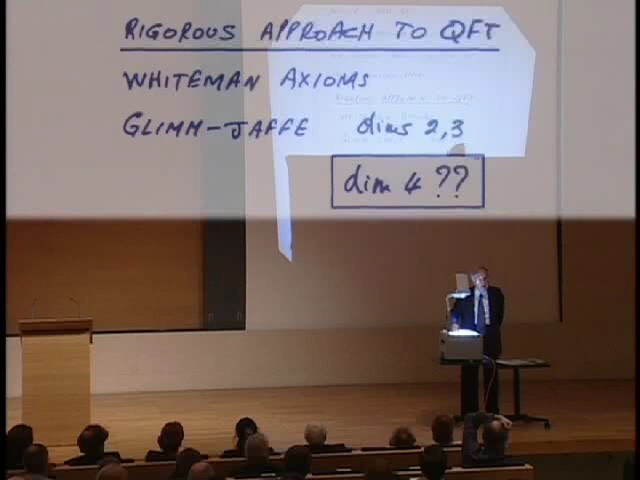 RIGOROUS APPROACH TO QFT
WHITEMAN AXIOMS
GLIMM-JAFFE dims 2,3
dim 4 ??